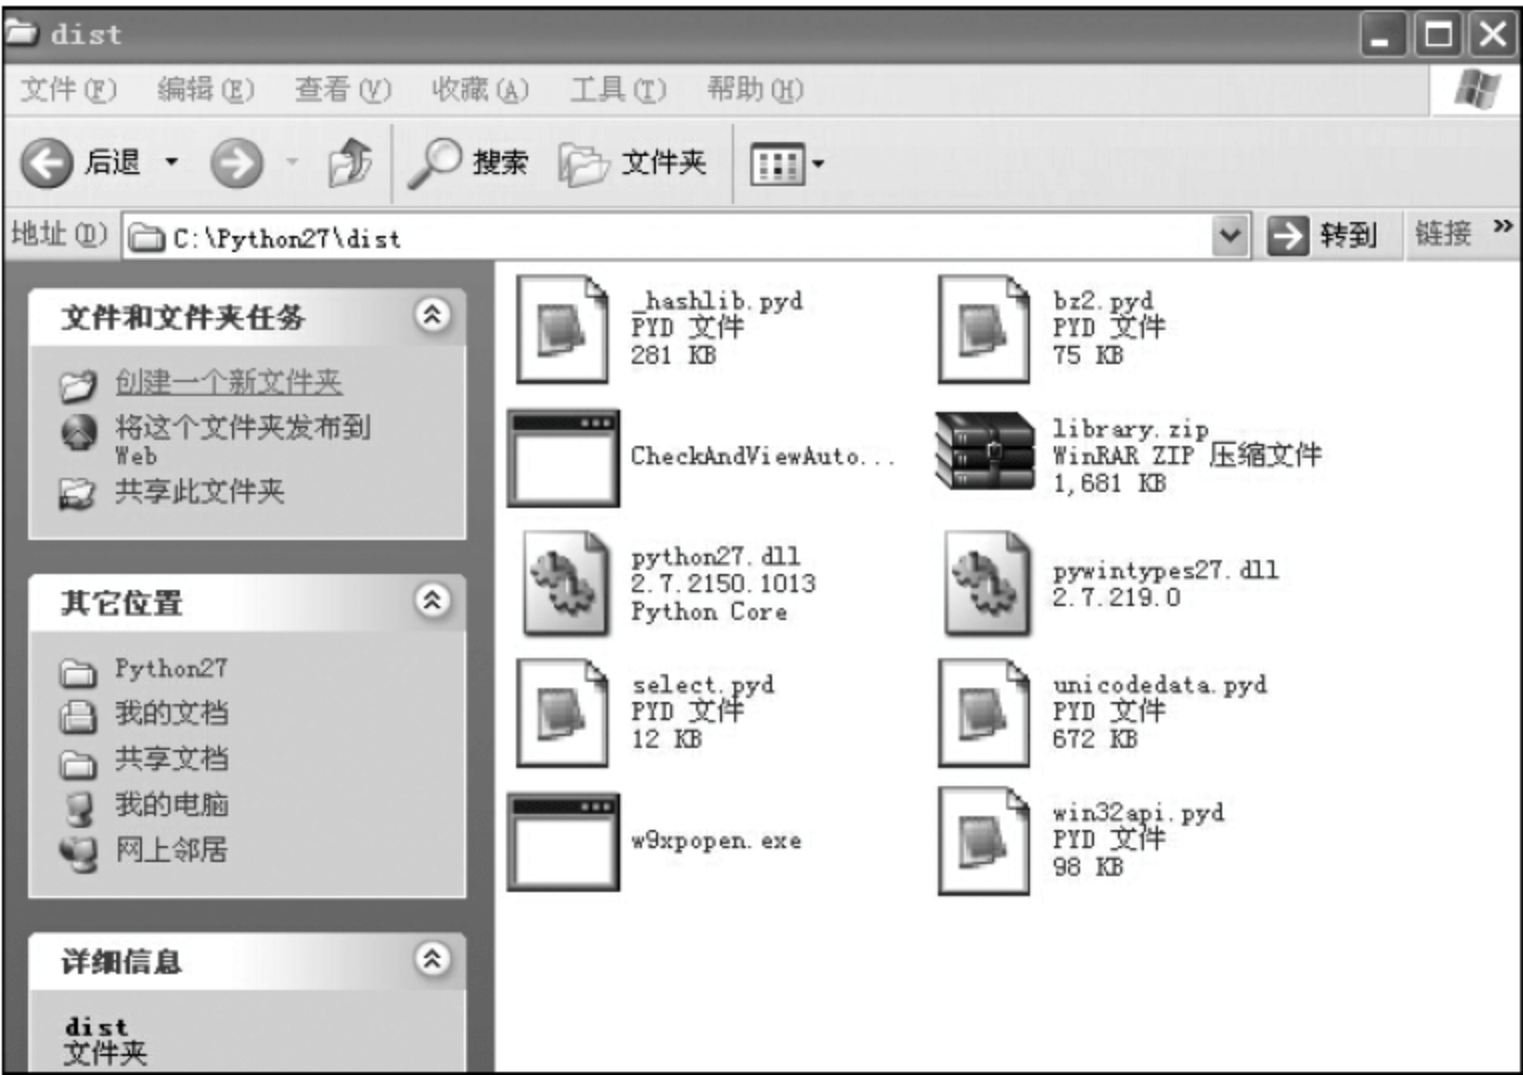 dist
文件(F) 编辑(E) 查看(V) 收藏(A) 工具(T) 帮助(H)
后退 搜索 文件夹
地址(D) C:\Python27\dist 转到 链接 »
文件和文件夹任务
创建一个新文件夹
将这个文件夹发布到
Web
共享此文件夹
其它位置
Python27
我的文档
共享文档
我的电脑
网上邻居
详细信息
dist
文件夹
_hashlib.pyd
PYD 文件
281 KB
bz2.pyd
PYD 文件
75 KB
CheckAndViewAuto...
library.zip
WinRAR ZIP 压缩文件
1,681 KB
python27.dll
2.7.2150.1013
Python Core
pywintypes27.dll
2.7.219.0
select.pyd
PYD 文件
12 KB
unicodedata.pyd
PYD 文件
672 KB
w9xpopen.exe
win32api.pyd
PYD 文件
98 KB